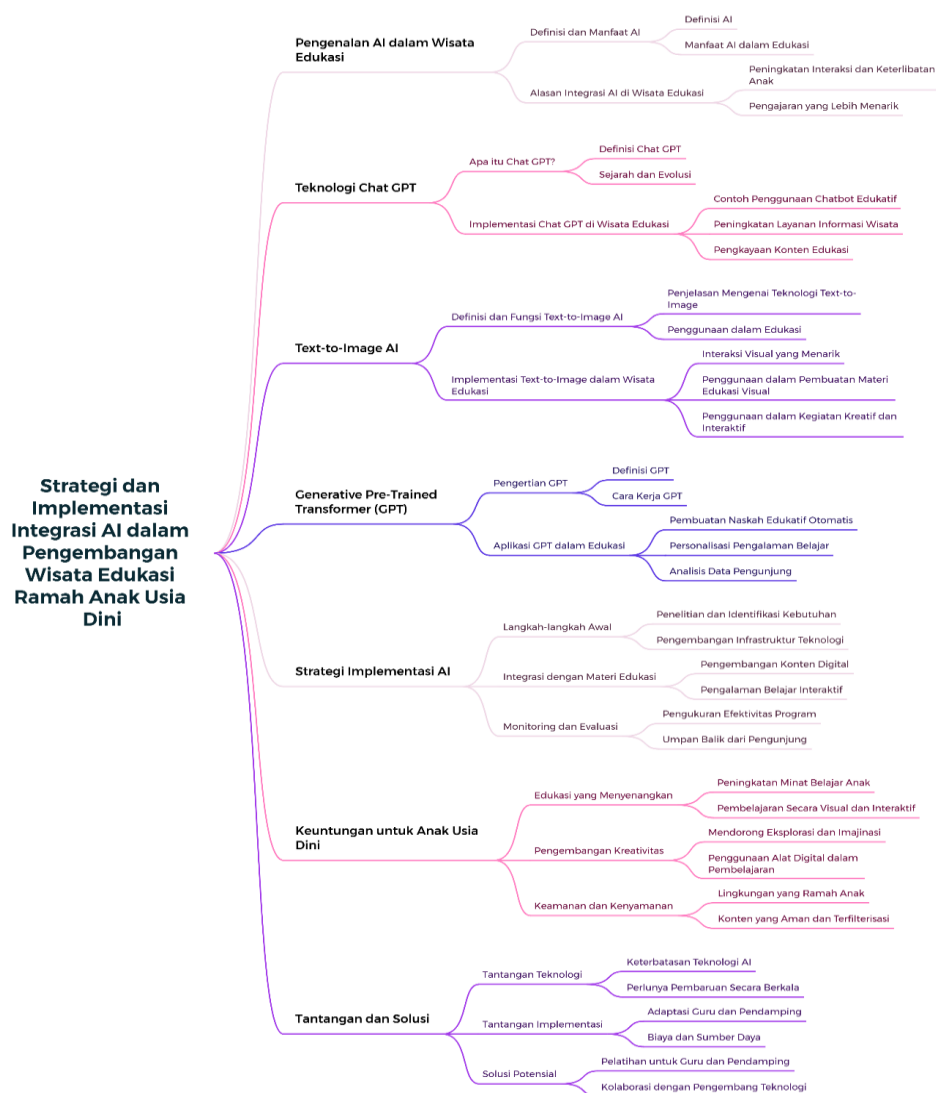 Strategi dan
Implementasi
Integrasi AI dalam
Pengembangan
Wisata Edukasi
Ramah Anak Usia
Dini
Pengenalan AI dalam Wisata
Edukasi
Definisi dan Manfaat AI
Definisi AI
Manfaat AI dalam Edukasi
Alasan Integrasi AI di Wisata Edukasi
Peningkatan Interaksi dan Keterlibatan
Anak
Pengajaran yang Lebih Menarik
Teknologi Chat GPT
Apa itu Chat GPT?
Definisi Chat GPT
Sejarah dan Evolusi
Implementasi Chat GPT di Wisata Edukasi
Contoh Penggunaan Chatbot Edukatif
Peningkatan Layanan Informasi Wisata
Pengkayaan Konten Edukasi
Text-to-Image AI
Definisi dan Fungsi Text-to-Image AI
Penjelasan Mengenai Teknologi Text-to-
Image
Penggunaan dalam Edukasi
Implementasi Text-to-Image dalam Wisata
Edukasi
Interaksi Visual yang Menarik
Penggunaan dalam Pembuatan Materi
Edukasi Visual
Penggunaan dalam Kegiatan Kreatif dan
Interaktif
Generative Pre-Trained
Transformer (GPT)
Pengertian GPT
Definisi GPT
Cara Kerja GPT
Aplikasi GPT dalam Edukasi
Pembuatan Naskah Edukatif Otomatis
Personalisasi Pengalaman Belajar
Analisis Data Pengunjung
Strategi Implementasi AI
Langkah-langkah Awal
Penelitian dan Identifikasi Kebutuhan
Pengembangan Infrastruktur Teknologi
Integrasi dengan Materi Edukasi
Pengembangan Konten Digital
Pengalaman Belajar Interaktif
Monitoring dan Evaluasi
Pengukuran Efektivitas Program
Umpan Balik dari Pengunjung
Keuntungan untuk Anak Usia
Dini
Edukasi yang Menyenangkan
Peningkatan Minat Belajar Anak
Pembelajaran Secara Visual dan Interaktif
Pengembangan Kreativitas
Mendorong Eksplorasi dan Imajinasi
Penggunaan Alat Digital dalam
Pembelajaran
Keamanan dan Kenyamanan
Lingkungan yang Ramah Anak
Konten yang Aman dan Terfilterisasi
Tantangan dan Solusi
Tantangan Teknologi
Keterbatasan Teknologi AI
Perlunya Pembaruan Secara Berkala
Tantangan Implementasi
Adaptasi Guru dan Pendamping
Biaya dan Sumber Daya
Solusi Potensial
Pelatihan untuk Guru dan Pendamping
Kolaborasi dengan Pengembang Teknologi